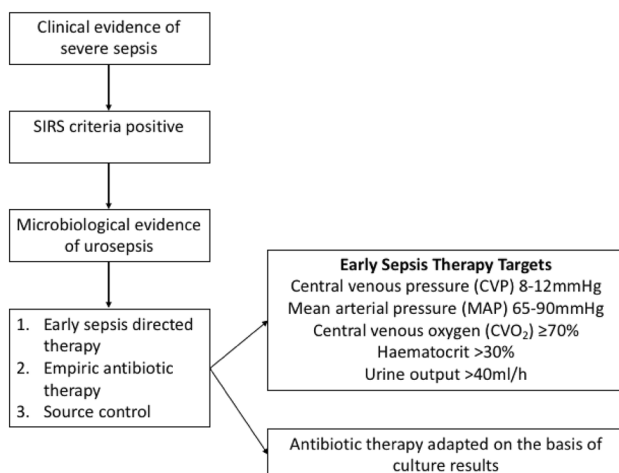 Clinical evidence of
severe sepsis
SIRS criteria positive
Microbiological evidence
of urosepsis
1. Early sepsis directed
therapy
2. Empiric antibiotic
therapy
3. Source control
Early Sepsis Therapy Targets
Central venous pressure (CVP) 8-12mmHg
Mean arterial pressure (MAP) 65-90mmHg
Central venous oxygen (CVO₂) ≥70%
Haematocrit >30%
Urine output >40ml/h
Antibiotic therapy adapted on the basis of
culture results